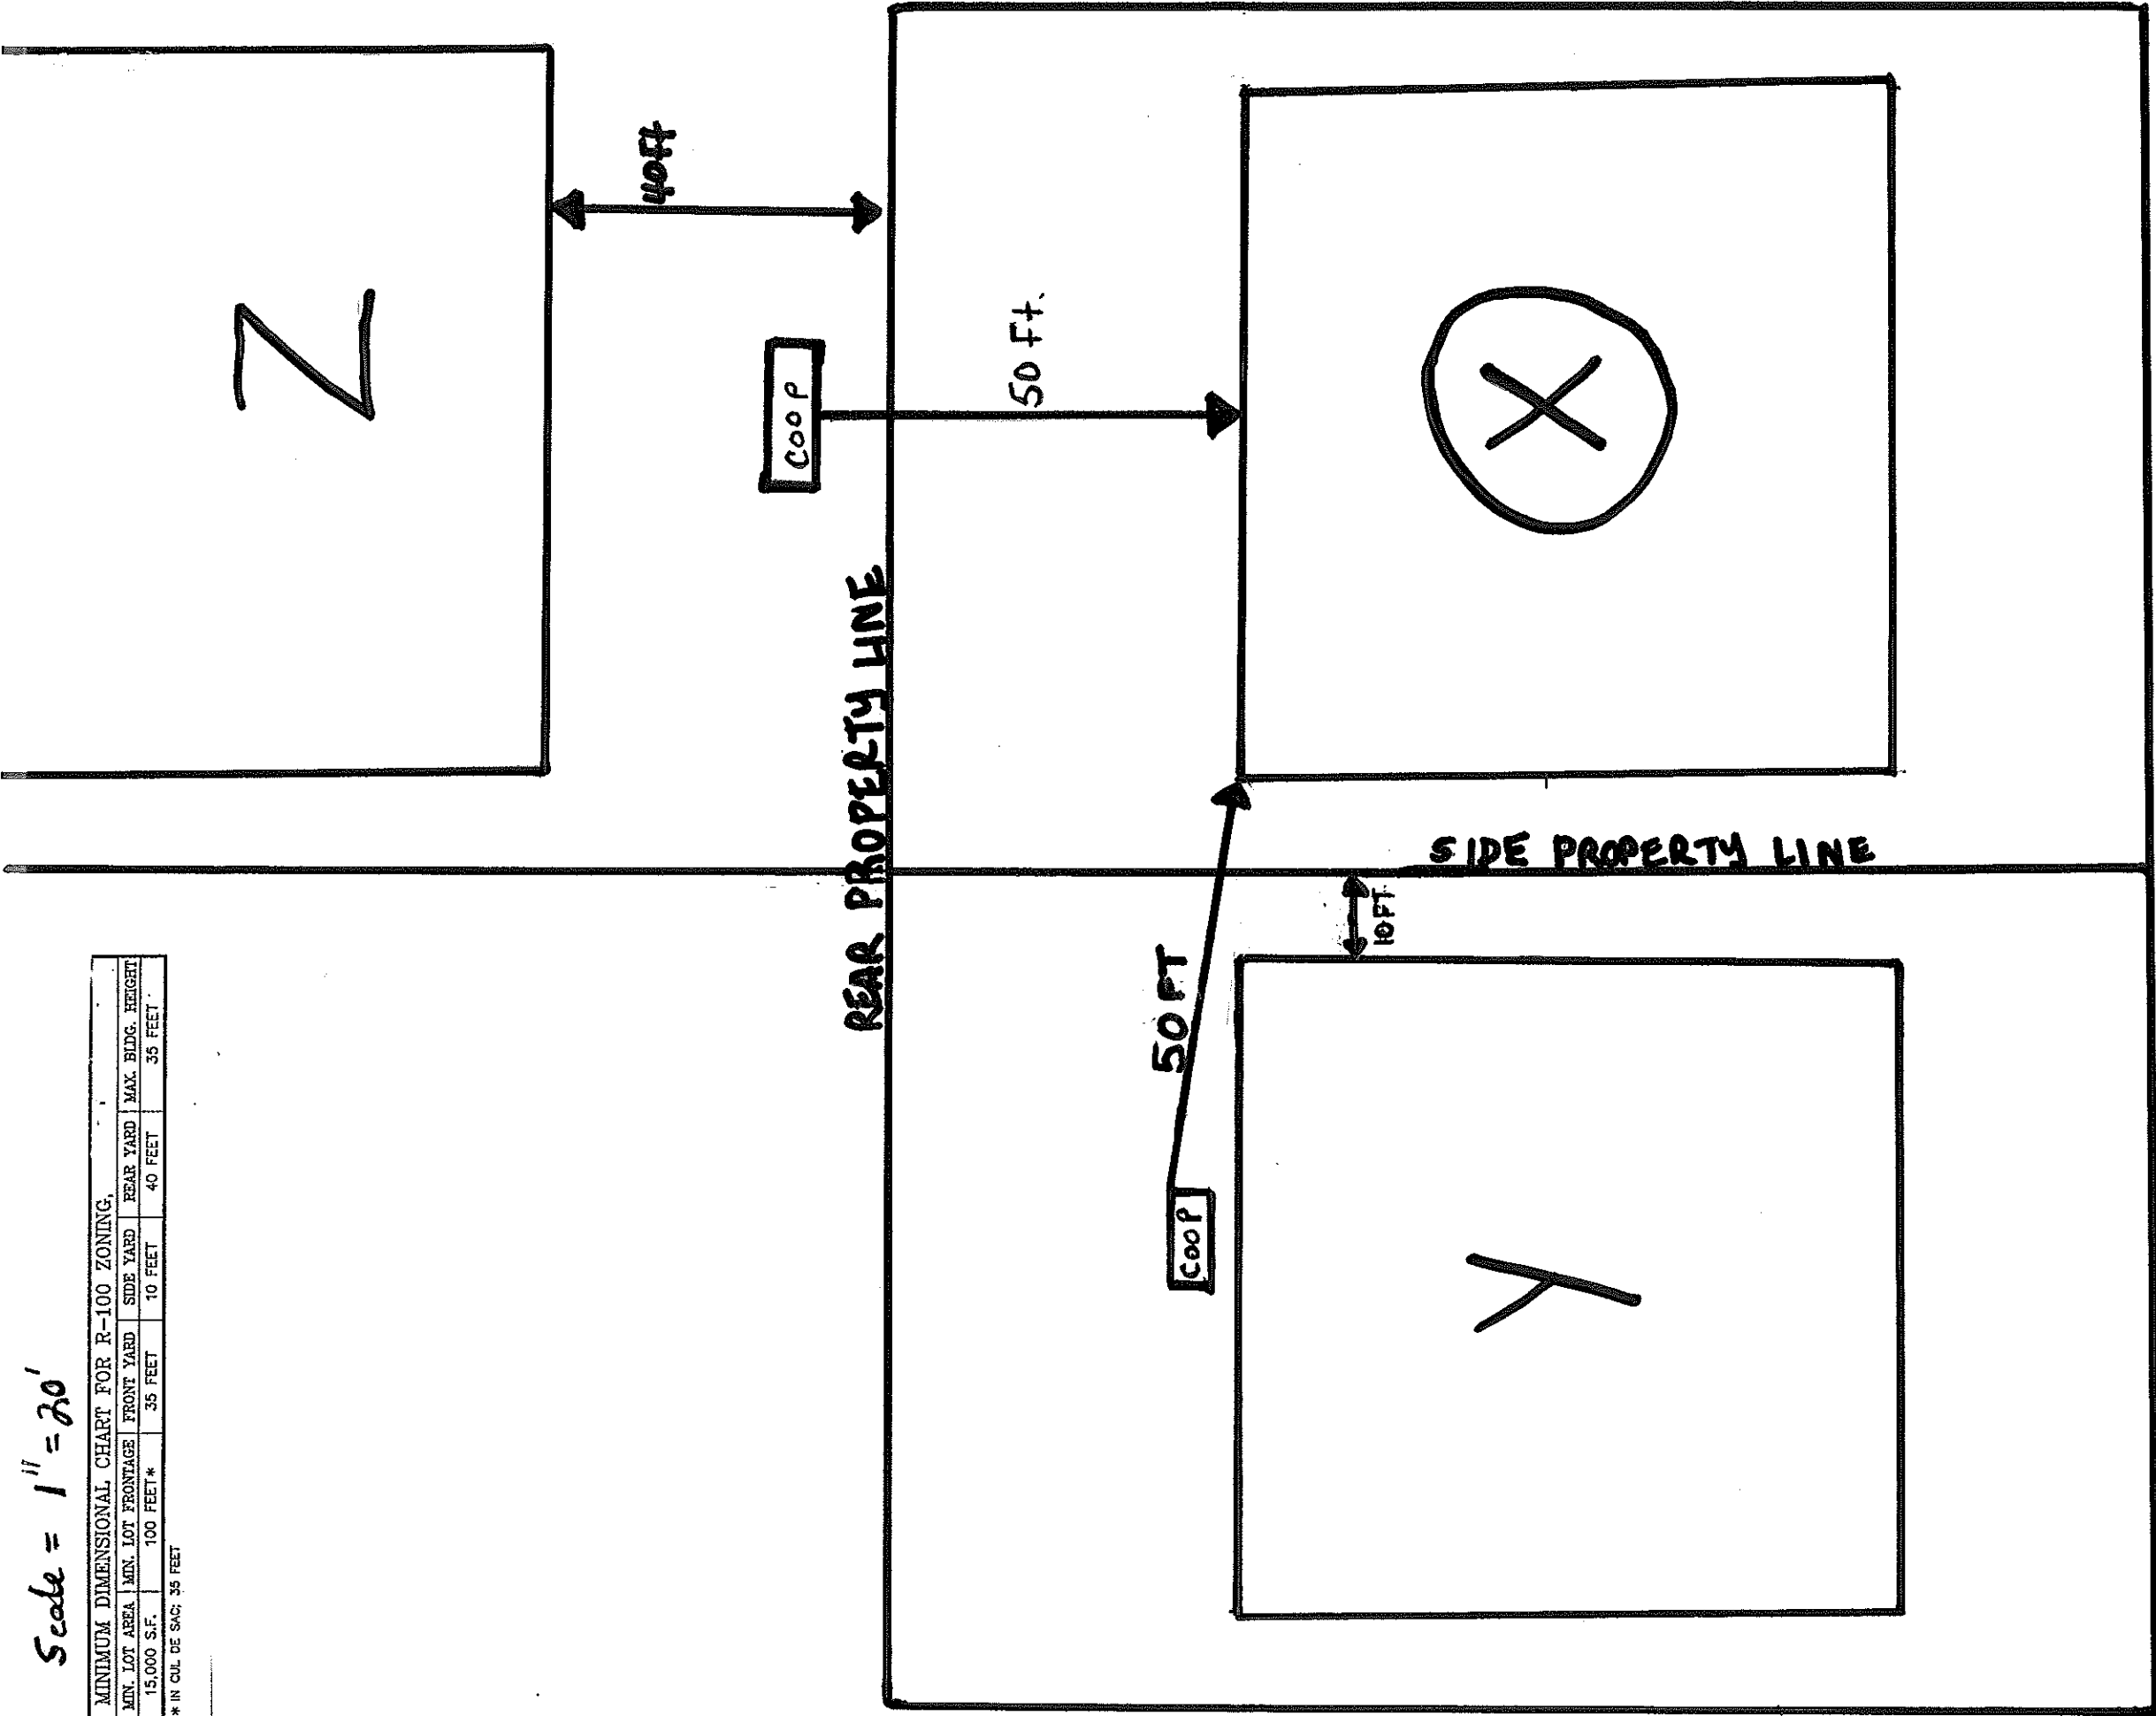 Scale = 1" = 20'
MINIMUM DIMENSIONAL CHART FOR R-100 ZONING,
MIN. LOT AREA MIN. LOT FRONTAGE FRONT YARD SIDE YARD REAR YARD MAX. BLDG. HEIGHT
15,000 S.F. 100 FEET* 35 FEET 10 FEET 40 FEET 35 FEET
* IN CUL DE SAC; 35 FEET
Z
40Ft
COOP
50 Ft.
REAR PROPERTY LINE
X
SIDE PROPERTY LINE
10FT
50 FT
COOP
Y